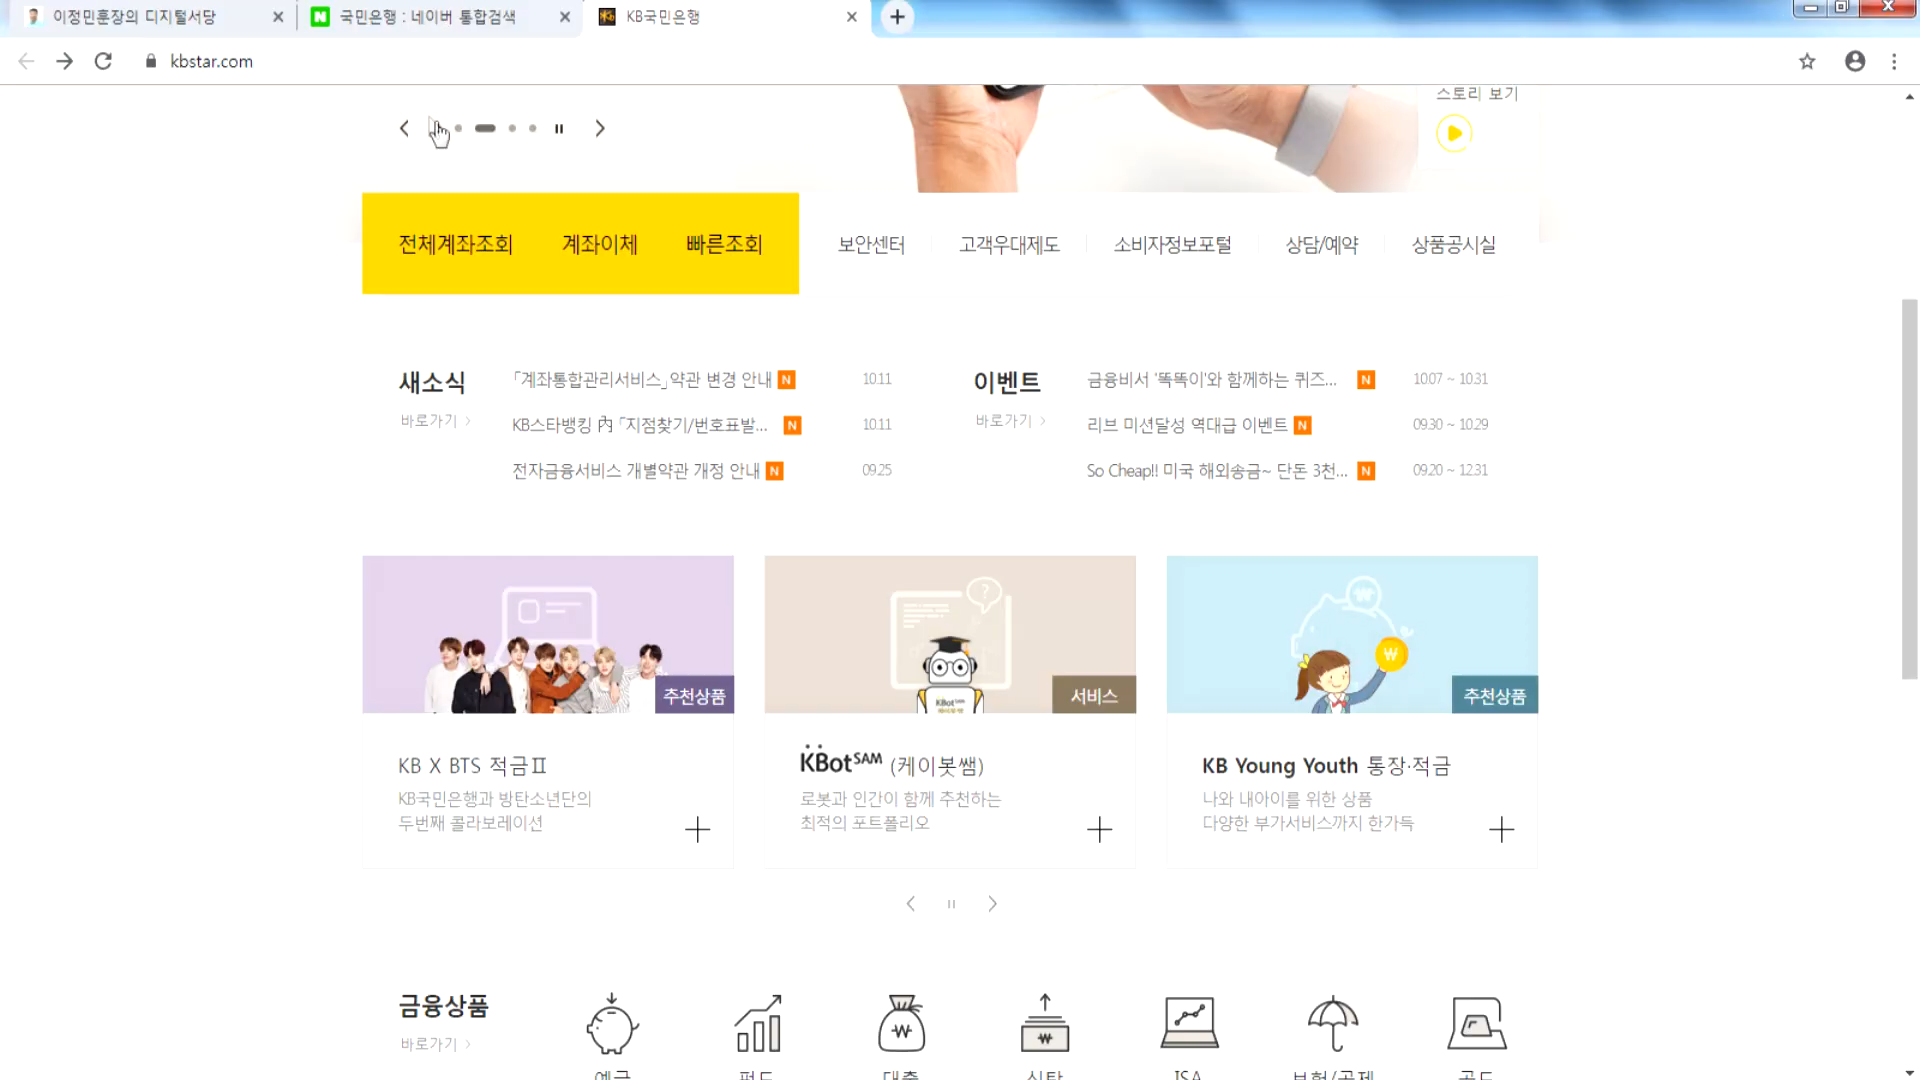 이정민훈장의 디지털서당
국민은행 : 네이버 통합검색
KB국민은행
kbstar.com
스토리 보기
전체계좌조회 계좌이체 빠른조회 보안센터 고객우대제도 소비자정보포털 상담/예약 상품공시실
새소식
바로가기
「계좌통합관리서비스」약관 변경 안내 N 10.11
KB스타뱅킹 內 「지점찾기/번호표발... N 10.11
전자금융서비스 개별약관 개정 안내 N 09.25
이벤트
바로가기
금융비서 '똑똑이'와 함께하는 퀴즈... N 10.07 ~ 10.31
리브 미션달성 역대급 이벤트 N 09.30 ~ 10.29
So Cheap!! 미국 해외송금~ 단돈 3천... N 09.20 ~ 12.31
추천상품
KB X BTS 적금Ⅱ
KB국민은행과 방탄소년단의
두번째 콜라보레이션
서비스
KBot SAM (케이봇쌤)
로봇과 인간이 함께 추천하는
최적의 포트폴리오
추천상품
KB Young Youth 통장·적금
나와 내아이를 위한 상품
다양한 부가서비스까지 한가득
금융상품
바로가기
예금 펀드 대출 신탁 ISA 보험/공제 골드